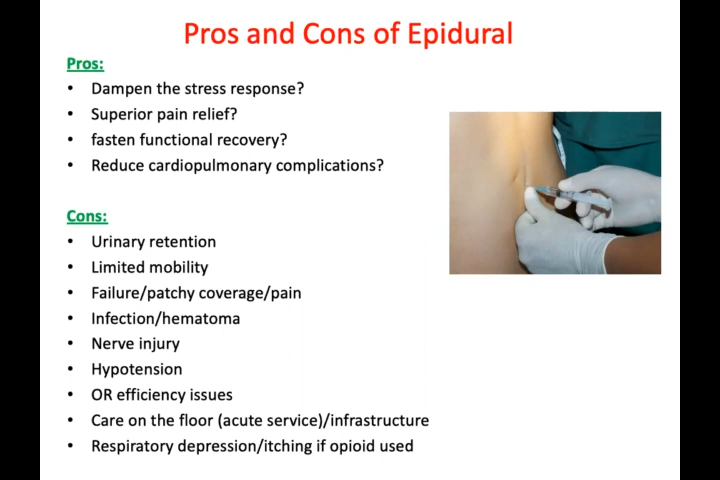 Pros and Cons of Epidural
Pros:
• Dampen the stress response?
• Superior pain relief?
• fasten functional recovery?
• Reduce cardiopulmonary complications?
Cons:
• Urinary retention
• Limited mobility
• Failure/patchy coverage/pain
• Infection/hematoma
• Nerve injury
• Hypotension
• OR efficiency issues
• Care on the floor (acute service)/infrastructure
• Respiratory depression/itching if opioid used